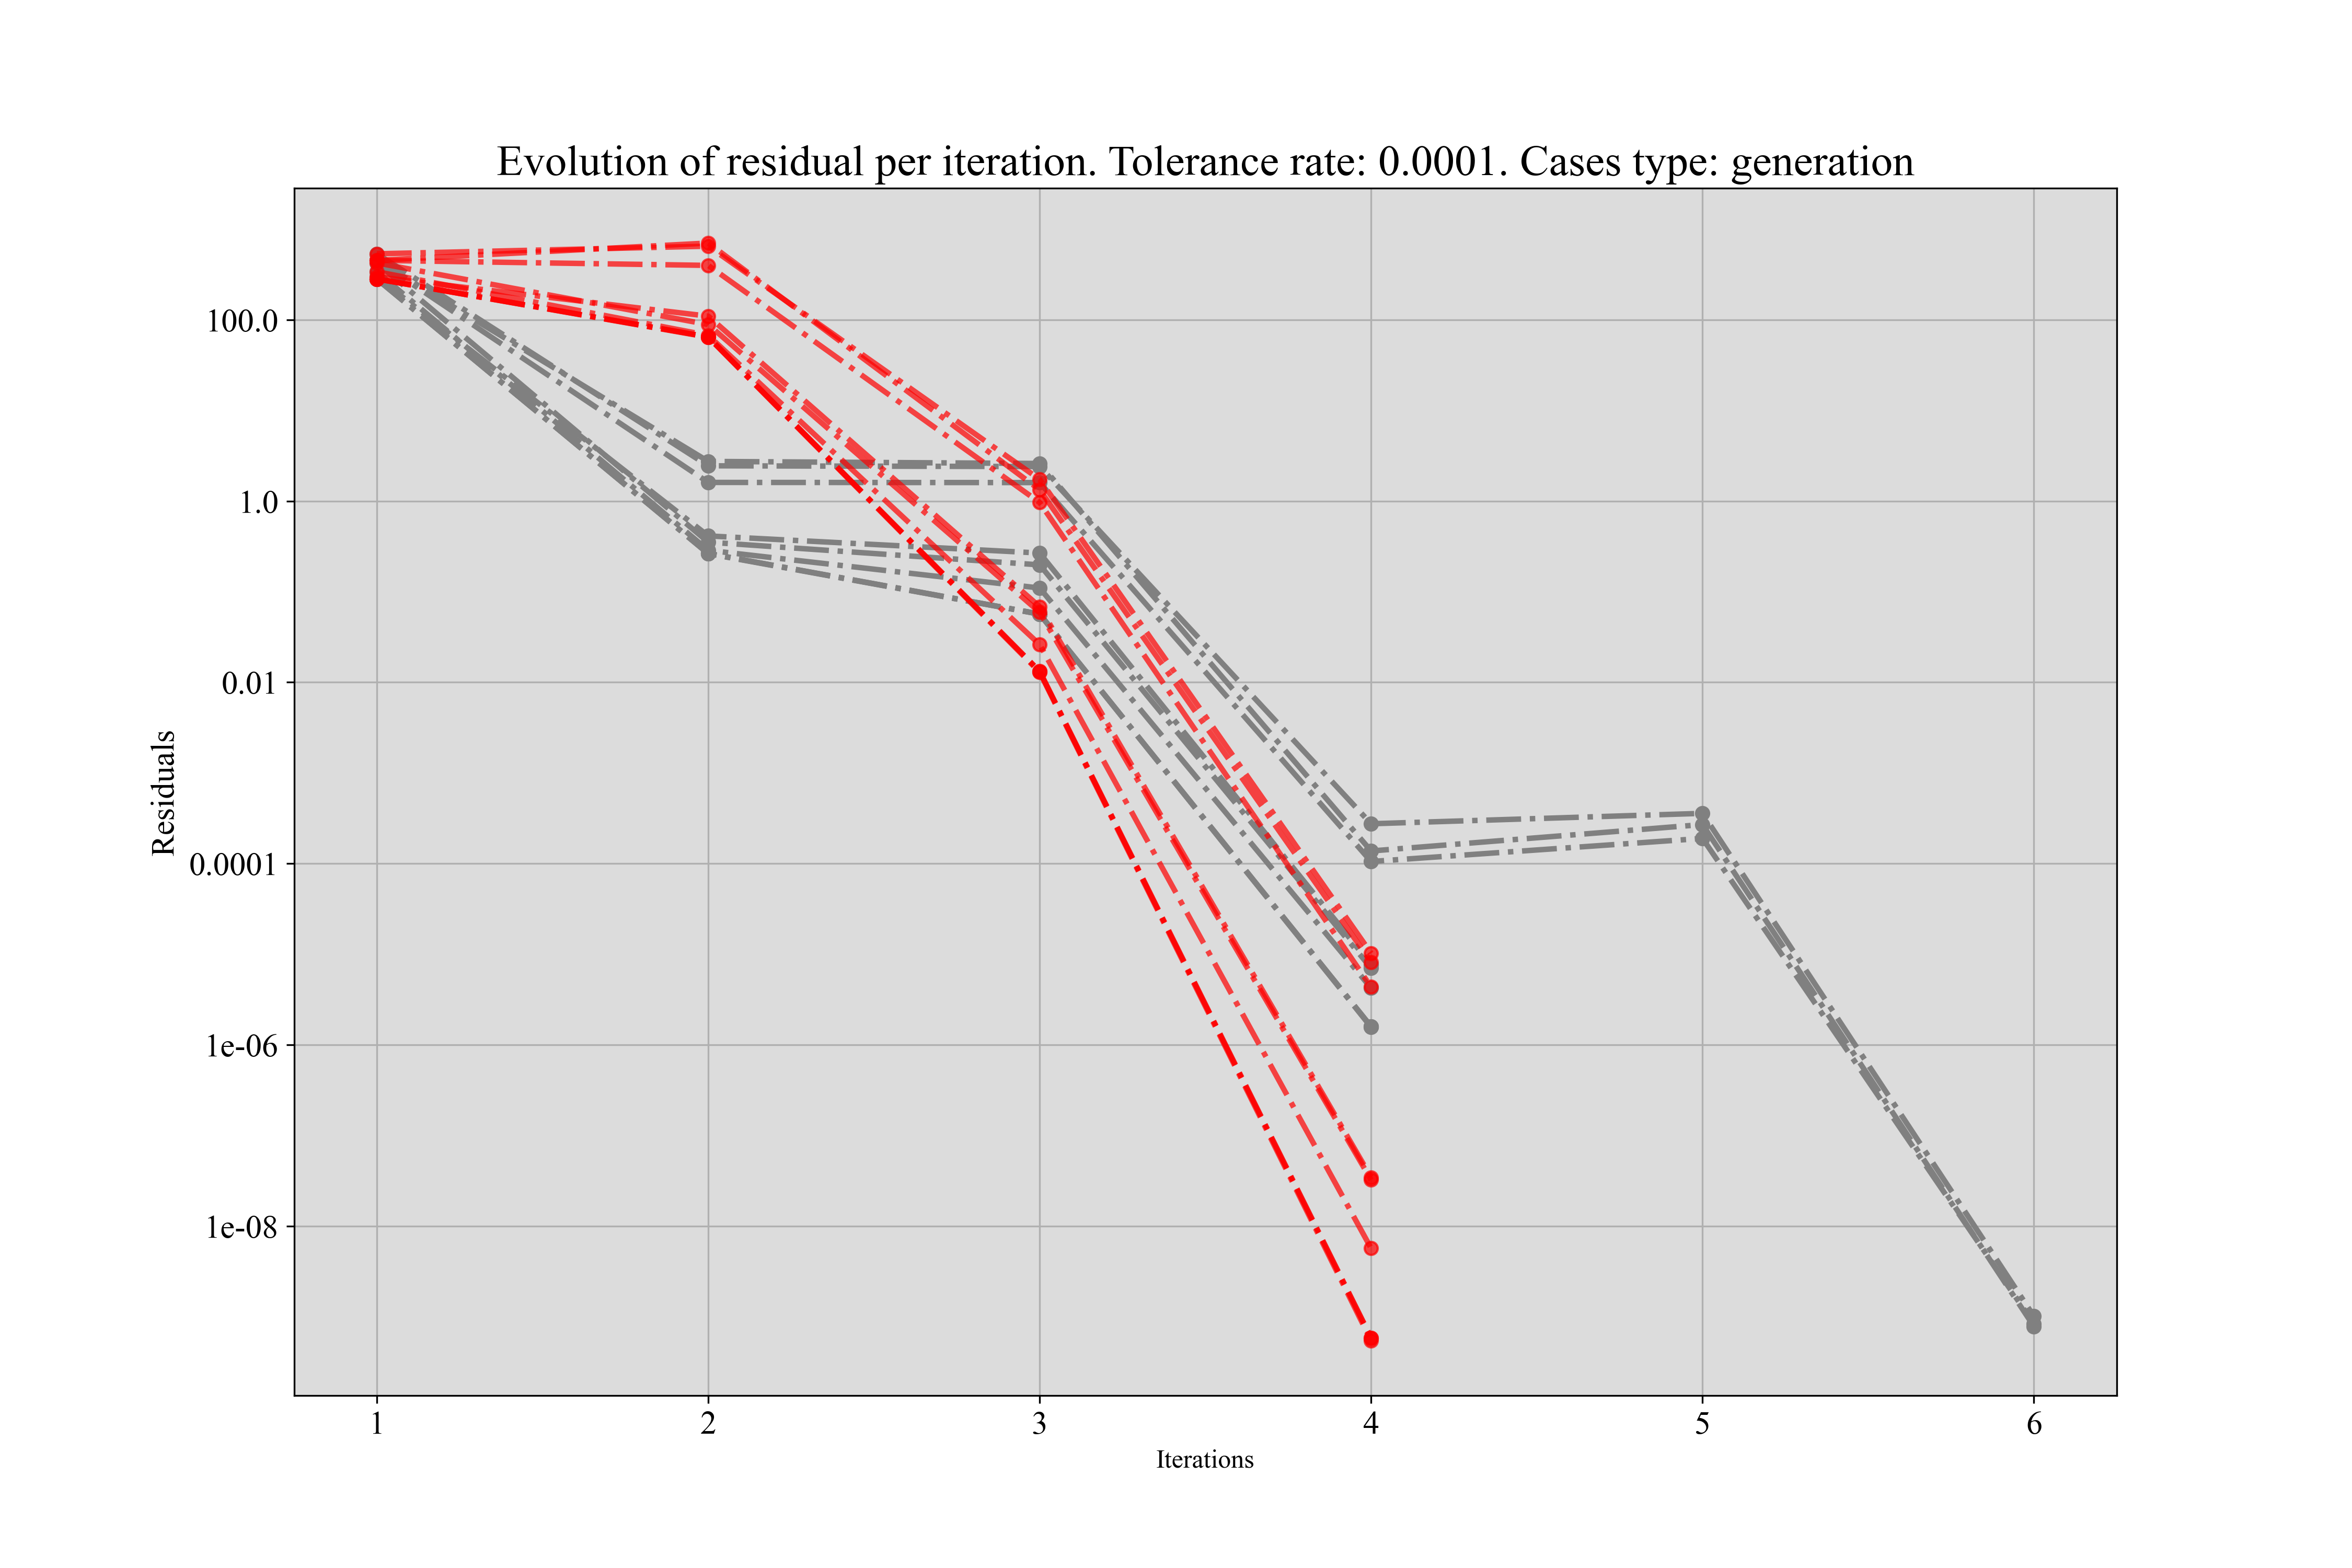 Evolution of residual per iteration. Tolerance rate: 0.0001. Cases type: generation
100.0
1.0
0.01
0.0001
1e-06
1e-08
Residuals
1 2 3 4 5 6
Iterations